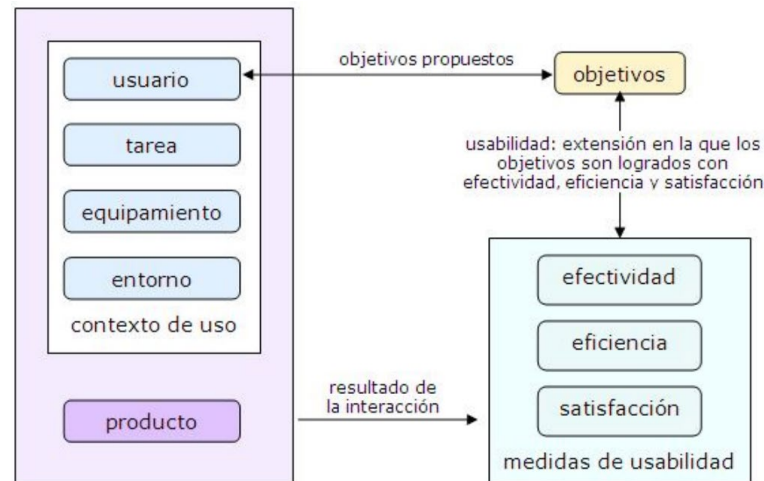 usuario
tarea
equipamiento
entorno
contexto de uso
producto
objetivos propuestos
objetivos
usabilidad: extensión en la que los
objetivos son logrados con
efectividad, eficiencia y satisfacción
resultado de
la interacción
efectividad
eficiencia
satisfacción
medidas de usabilidad